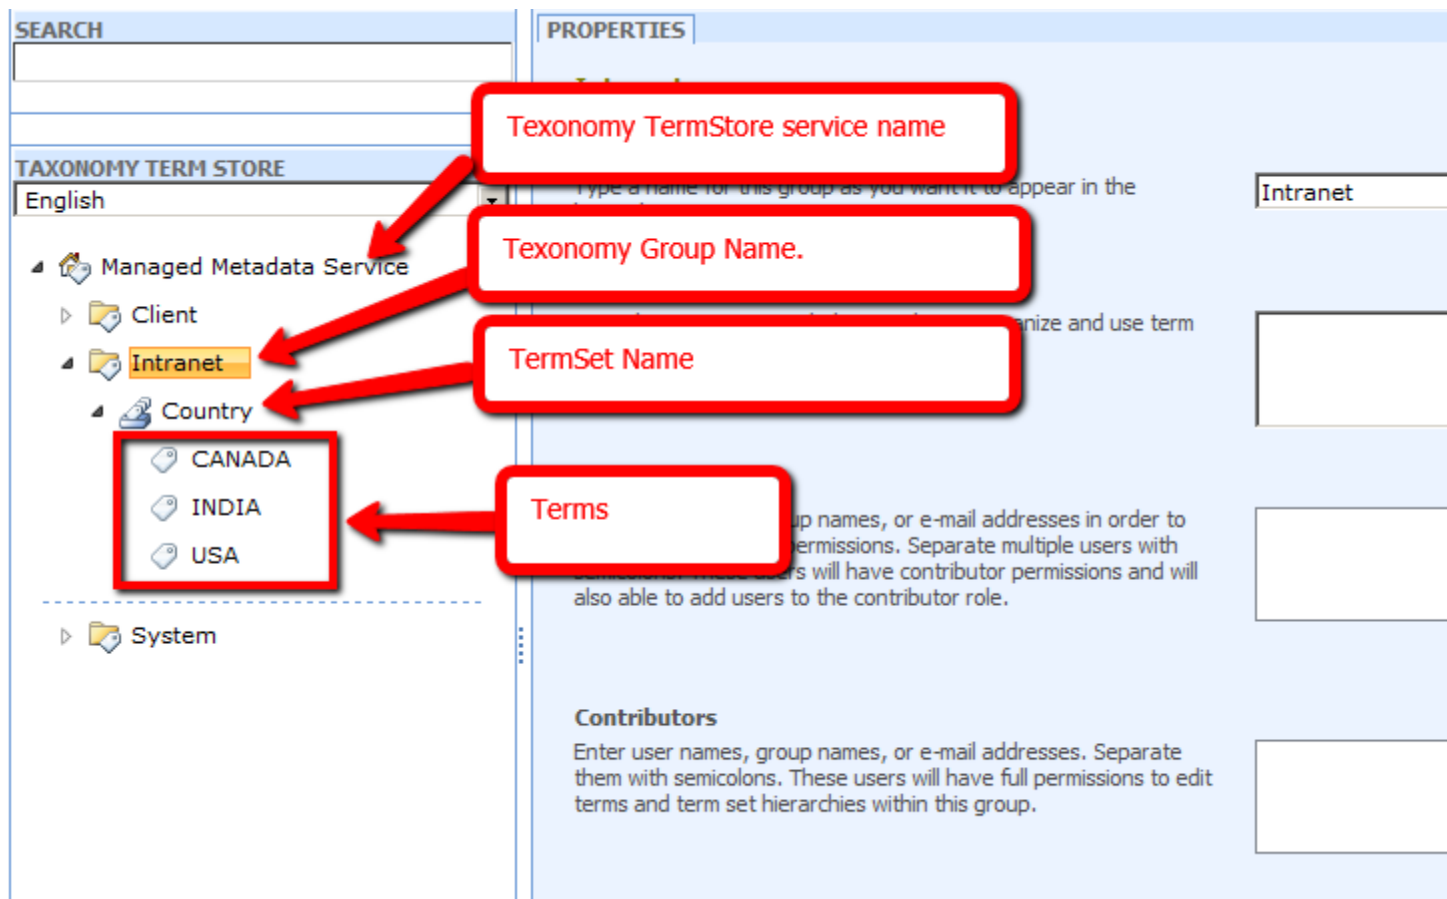 SEARCH
TAXONOMY TERM STORE
English
Managed Metadata Service
Client
Intranet
Country
CANADA
INDIA
USA
System
Texonomy TermStore service name
Texonomy Group Name.
TermSet Name
Terms
PROPERTIES
Type a name for this group as you want it to appear in the
Intranet
and use term
names, or e-mail addresses in order to
permissions. Separate multiple users with
will have contributor permissions and will
also able to add users to the contributor role.
Contributors
Enter user names, group names, or e-mail addresses. Separate
them with semicolons. These users will have full permissions to edit
terms and term set hierarchies within this group.